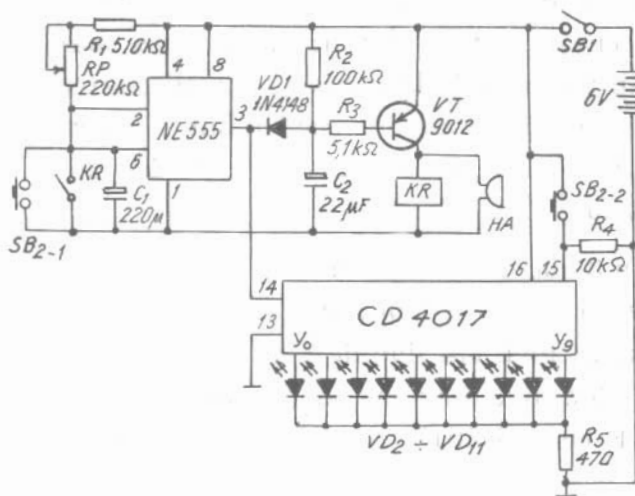 R1 510kΩ
RP
220kΩ
4
8
2
6
3
1
NE555
KR
C1
220μ
SB2-1
VD1
1N4148
R2
100kΩ
R3
5,1kΩ
C2
22μF
VT
9012
KR
HA
SB1
6V
SB2-2
R4
10kΩ
16
15
14
13
CD4017
Y0
Y9
VD2 ÷ VD11
R5
470